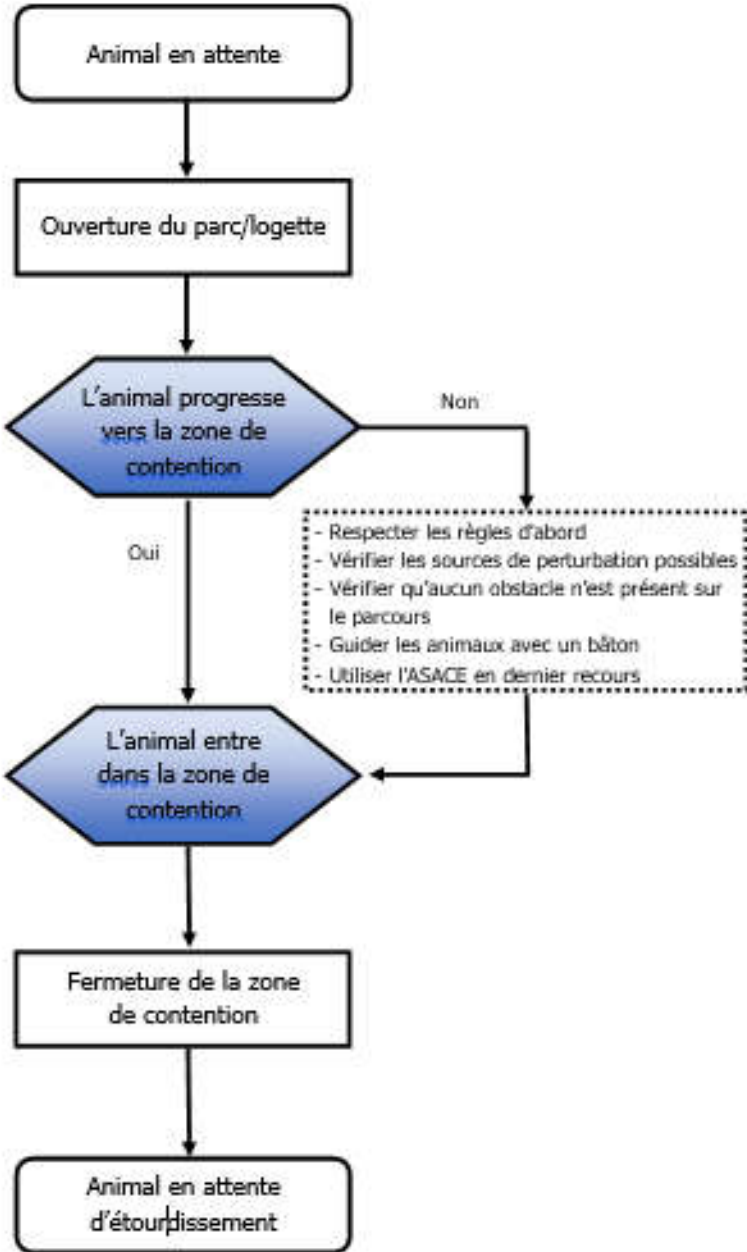 Animal en attente
Ouverture du parc/logette
L'animal progresse
vers la zone de
contention
Non
Oui
- Respecter les règles d'abord
- Vérifier les sources de perturbation possibles
- Vérifier qu'aucun obstacle n'est présent sur
le parcours
- Guider les animaux avec un bâton
- Utiliser l'ASACE en dernier recours
L'animal entre
dans la zone de
contention
Fermeture de la zone
de contention
Animal en attente
d'étourdissement